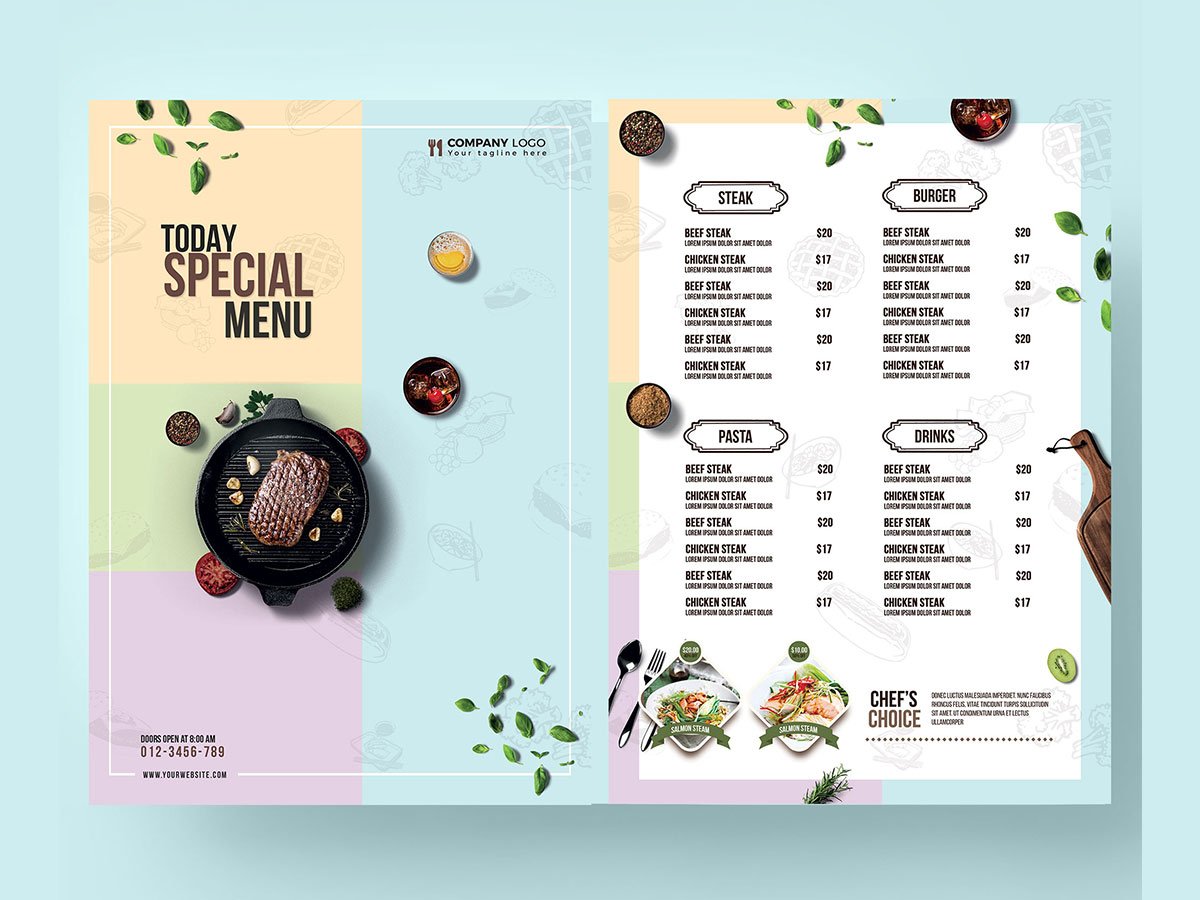 COMPANY LOGO
Your tagline here
TODAY
SPECIAL
MENU
DOORS OPEN AT 8:00 AM
012-3456-789
WWW.YOURWEBSITE.COM
STEAK
BEEF STEAK $20
LOREM IPSUM DOLOR SIT AMET DOLOR
CHICKEN STEAK $17
LOREM IPSUM DOLOR SIT AMET DOLOR
BEEF STEAK $20
LOREM IPSUM DOLOR SIT AMET DOLOR
CHICKEN STEAK $17
LOREM IPSUM DOLOR SIT AMET DOLOR
BEEF STEAK $20
LOREM IPSUM DOLOR SIT AMET DOLOR
CHICKEN STEAK $17
LOREM IPSUM DOLOR SIT AMET DOLOR
BURGER
BEEF STEAK $20
LOREM IPSUM DOLOR SIT AMET DOLOR
CHICKEN STEAK $17
LOREM IPSUM DOLOR SIT AMET DOLOR
BEEF STEAK $20
LOREM IPSUM DOLOR SIT AMET DOLOR
CHICKEN STEAK $17
LOREM IPSUM DOLOR SIT AMET DOLOR
BEEF STEAK $20
LOREM IPSUM DOLOR SIT AMET DOLOR
CHICKEN STEAK $17
LOREM IPSUM DOLOR SIT AMET DOLOR
PASTA
BEEF STEAK $20
LOREM IPSUM DOLOR SIT AMET DOLOR
CHICKEN STEAK $17
LOREM IPSUM DOLOR SIT AMET DOLOR
BEEF STEAK $20
LOREM IPSUM DOLOR SIT AMET DOLOR
CHICKEN STEAK $17
LOREM IPSUM DOLOR SIT AMET DOLOR
BEEF STEAK $20
LOREM IPSUM DOLOR SIT AMET DOLOR
CHICKEN STEAK $17
LOREM IPSUM DOLOR SIT AMET DOLOR
DRINKS
BEEF STEAK $20
LOREM IPSUM DOLOR SIT AMET DOLOR
CHICKEN STEAK $17
LOREM IPSUM DOLOR SIT AMET DOLOR
BEEF STEAK $20
LOREM IPSUM DOLOR SIT AMET DOLOR
CHICKEN STEAK $17
LOREM IPSUM DOLOR SIT AMET DOLOR
BEEF STEAK $20
LOREM IPSUM DOLOR SIT AMET DOLOR
CHICKEN STEAK $17
LOREM IPSUM DOLOR SIT AMET DOLOR
$20.00
SALMON STEAM
$10.00
SALMON STEAM
CHEF'S
CHOICE
DONEC LUCTUS MALESUADA IMPERDIET. NUNC FAUCIBUS
RHONCUS FELIS, VITAE TINCIDUNT TURPIS SOLLICITUDIN
SIT AMET. UT CONDIMENTUM URNA ET LECTUS
ULLAMCORPER